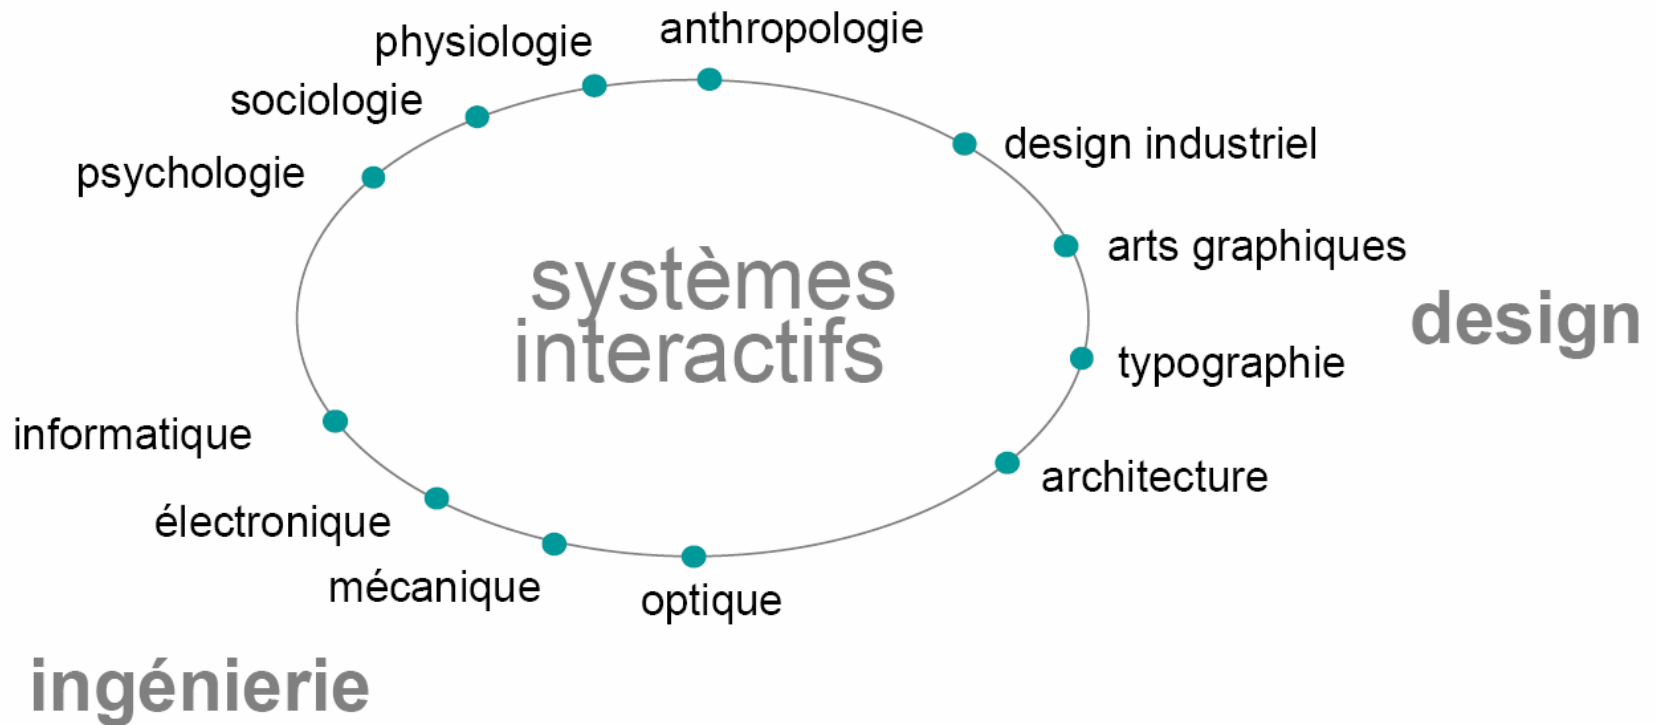 anthropologie
physiologie
sociologie
psychologie
design industriel
arts graphiques
systèmes
interactifs
design
typographie
informatique
architecture
électronique
mécanique
optique
ingénierie